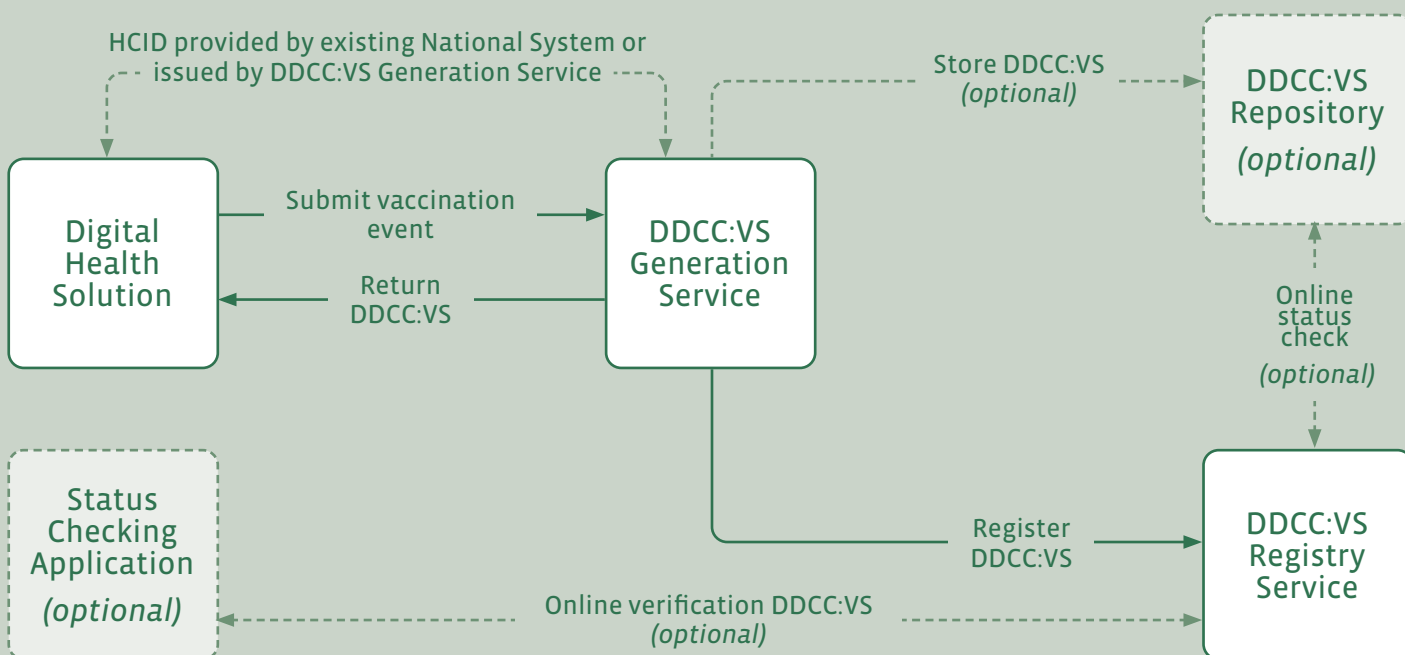 HCID provided by existing National System or
issued by DDCC:VS Generation Service
Store DDCC:VS
(optional)
DDCC:VS
Repository
(optional)
Digital
Health
Solution
Submit vaccination
event
Return
DDCC:VS
DDCC:VS
Generation
Service
Online
status
check
(optional)
Status
Checking
Application
(optional)
Register
DDCC:VS
DDCC:VS
Registry
Service
Online verification DDCC:VS
(optional)